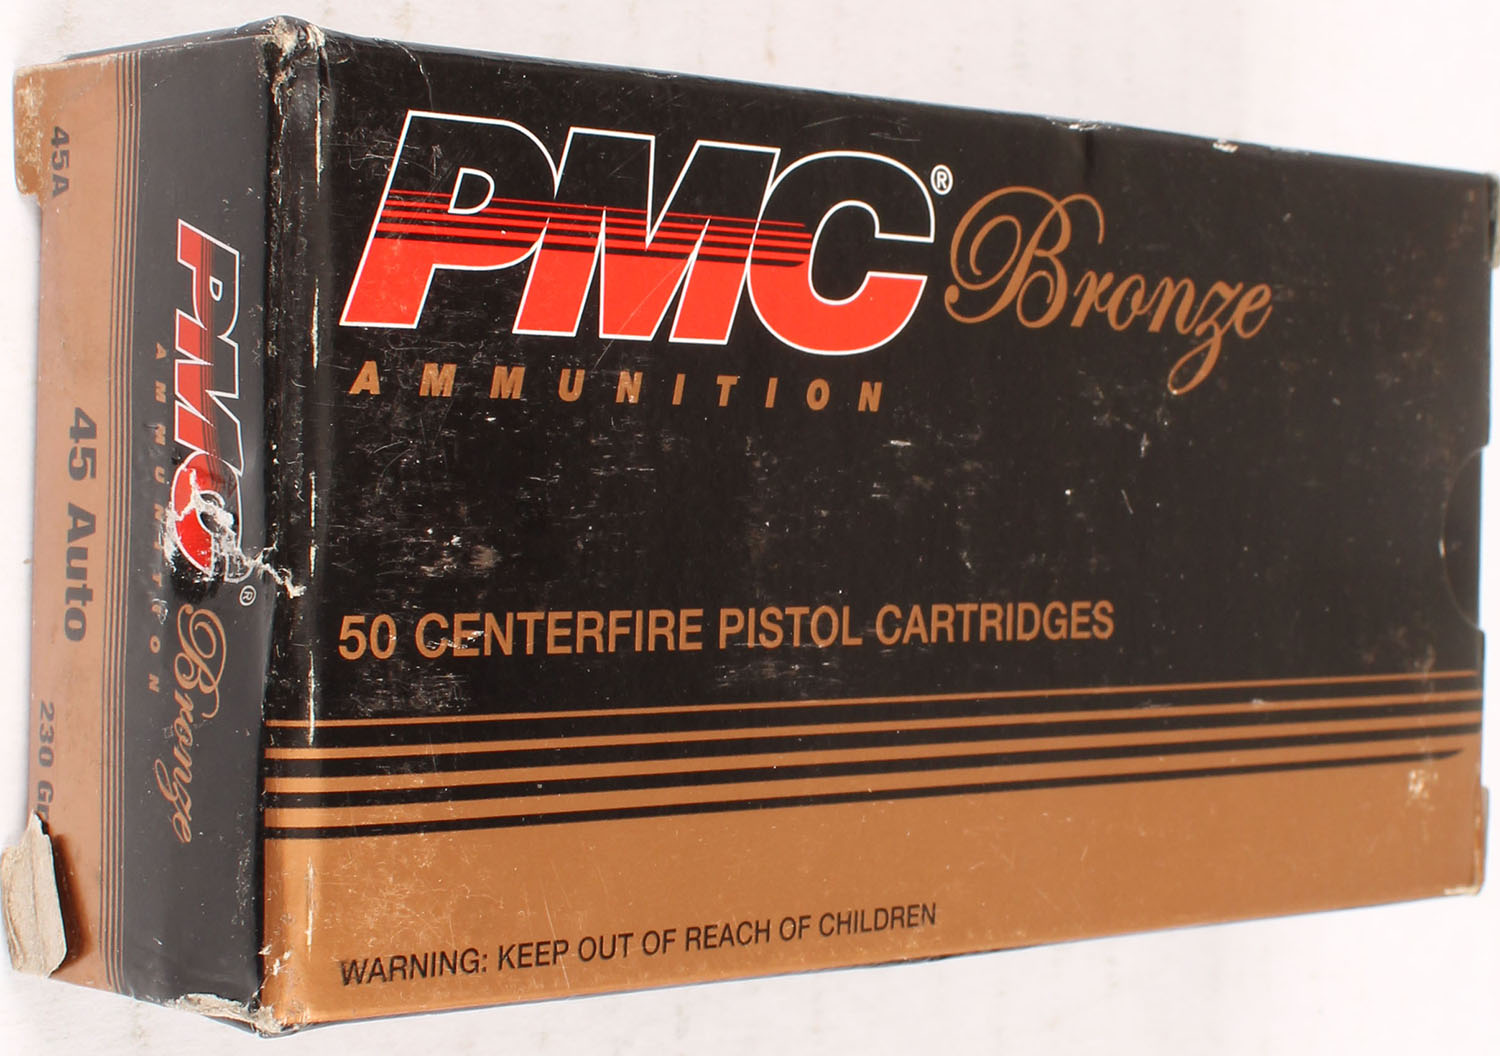 PMC® Bronze
AMMUNITION
50 CENTERFIRE PISTOL CARTRIDGES
WARNING: KEEP OUT OF REACH OF CHILDREN
PMC® Bronze
AMMUNITION
45A
45 Auto
230 Gr